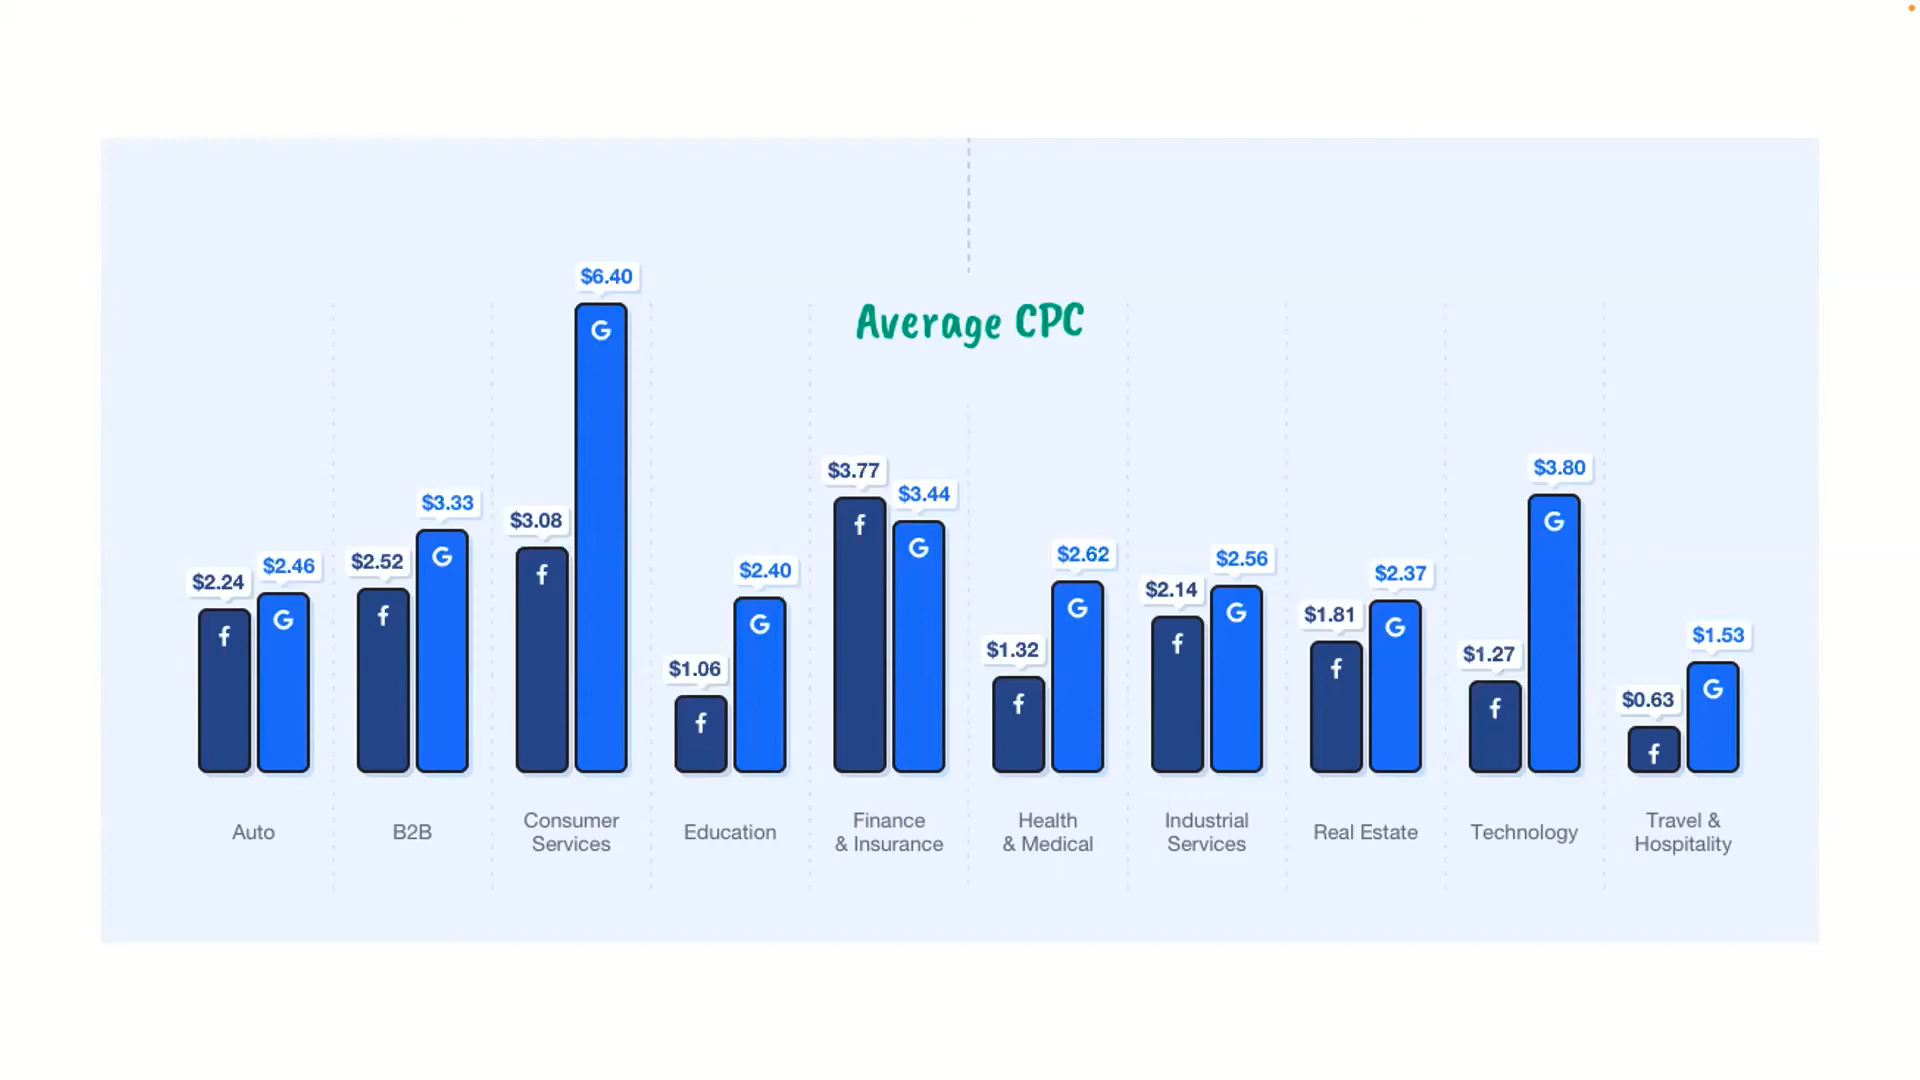 Average CPC
$2.24
$2.46
$2.52
$3.33
$3.08
$6.40
$1.06
$2.40
$3.77
$3.44
$1.32
$2.62
$2.14
$2.56
$1.81
$2.37
$1.27
$3.80
$0.63
$1.53
Auto
B2B
Consumer
Services
Education
Finance
& Insurance
Health
& Medical
Industrial
Services
Real Estate
Technology
Travel &
Hospitality